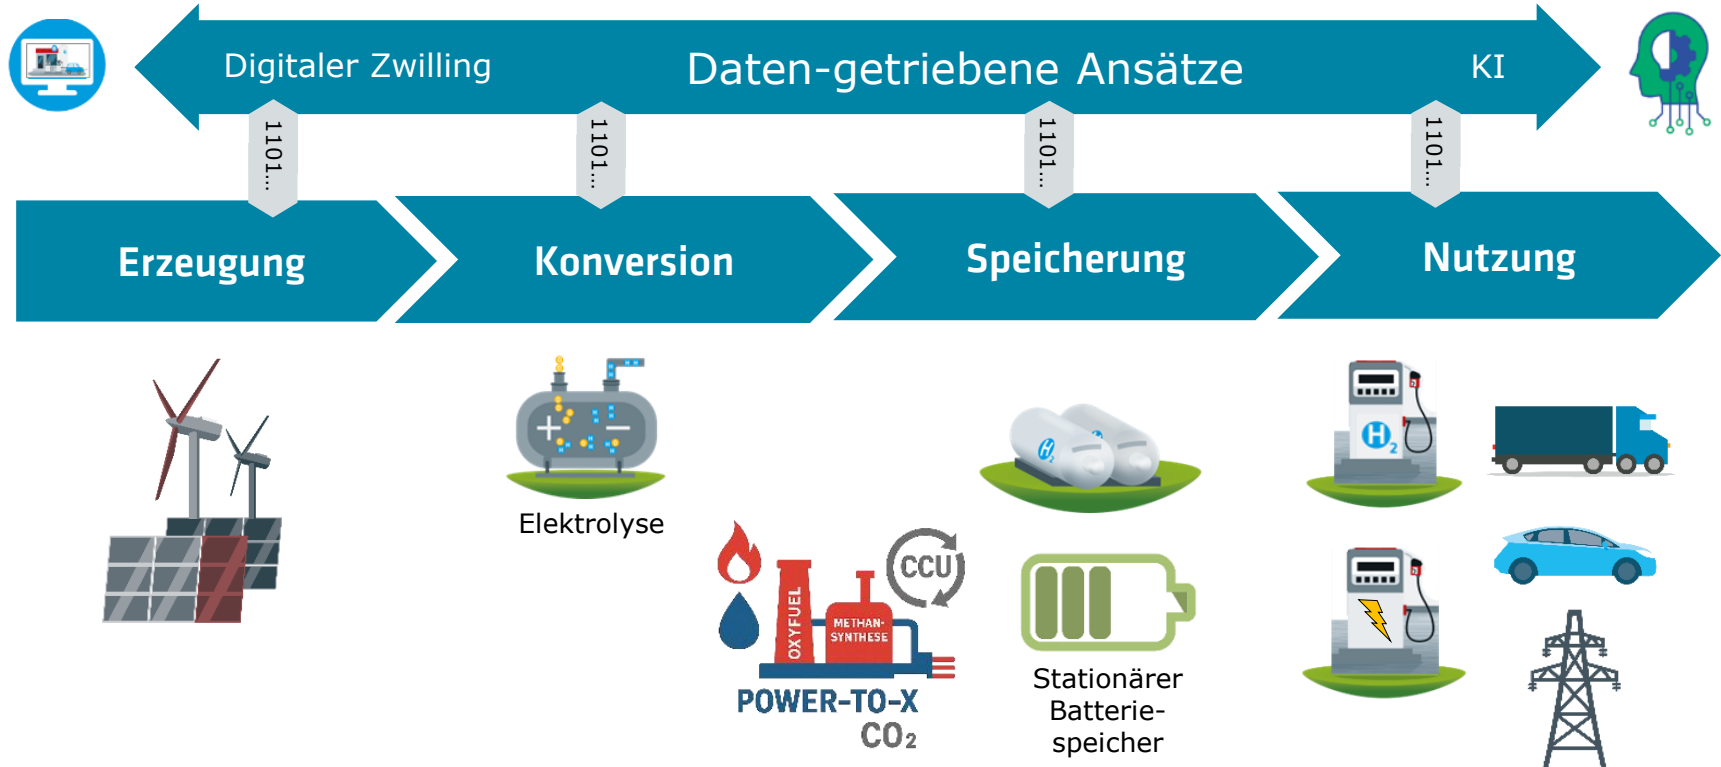 Digitaler Zwilling
Daten-getriebene Ansätze
KI
1101...
1101...
1101...
1101...
Erzeugung
Konversion
Speicherung
Nutzung
Elektrolyse
OXYFUEL
METHAN-
SYNTHESE
CCU
POWER-TO-X
CO₂
H₂
Stationärer
Batterie-
speicher
H₂